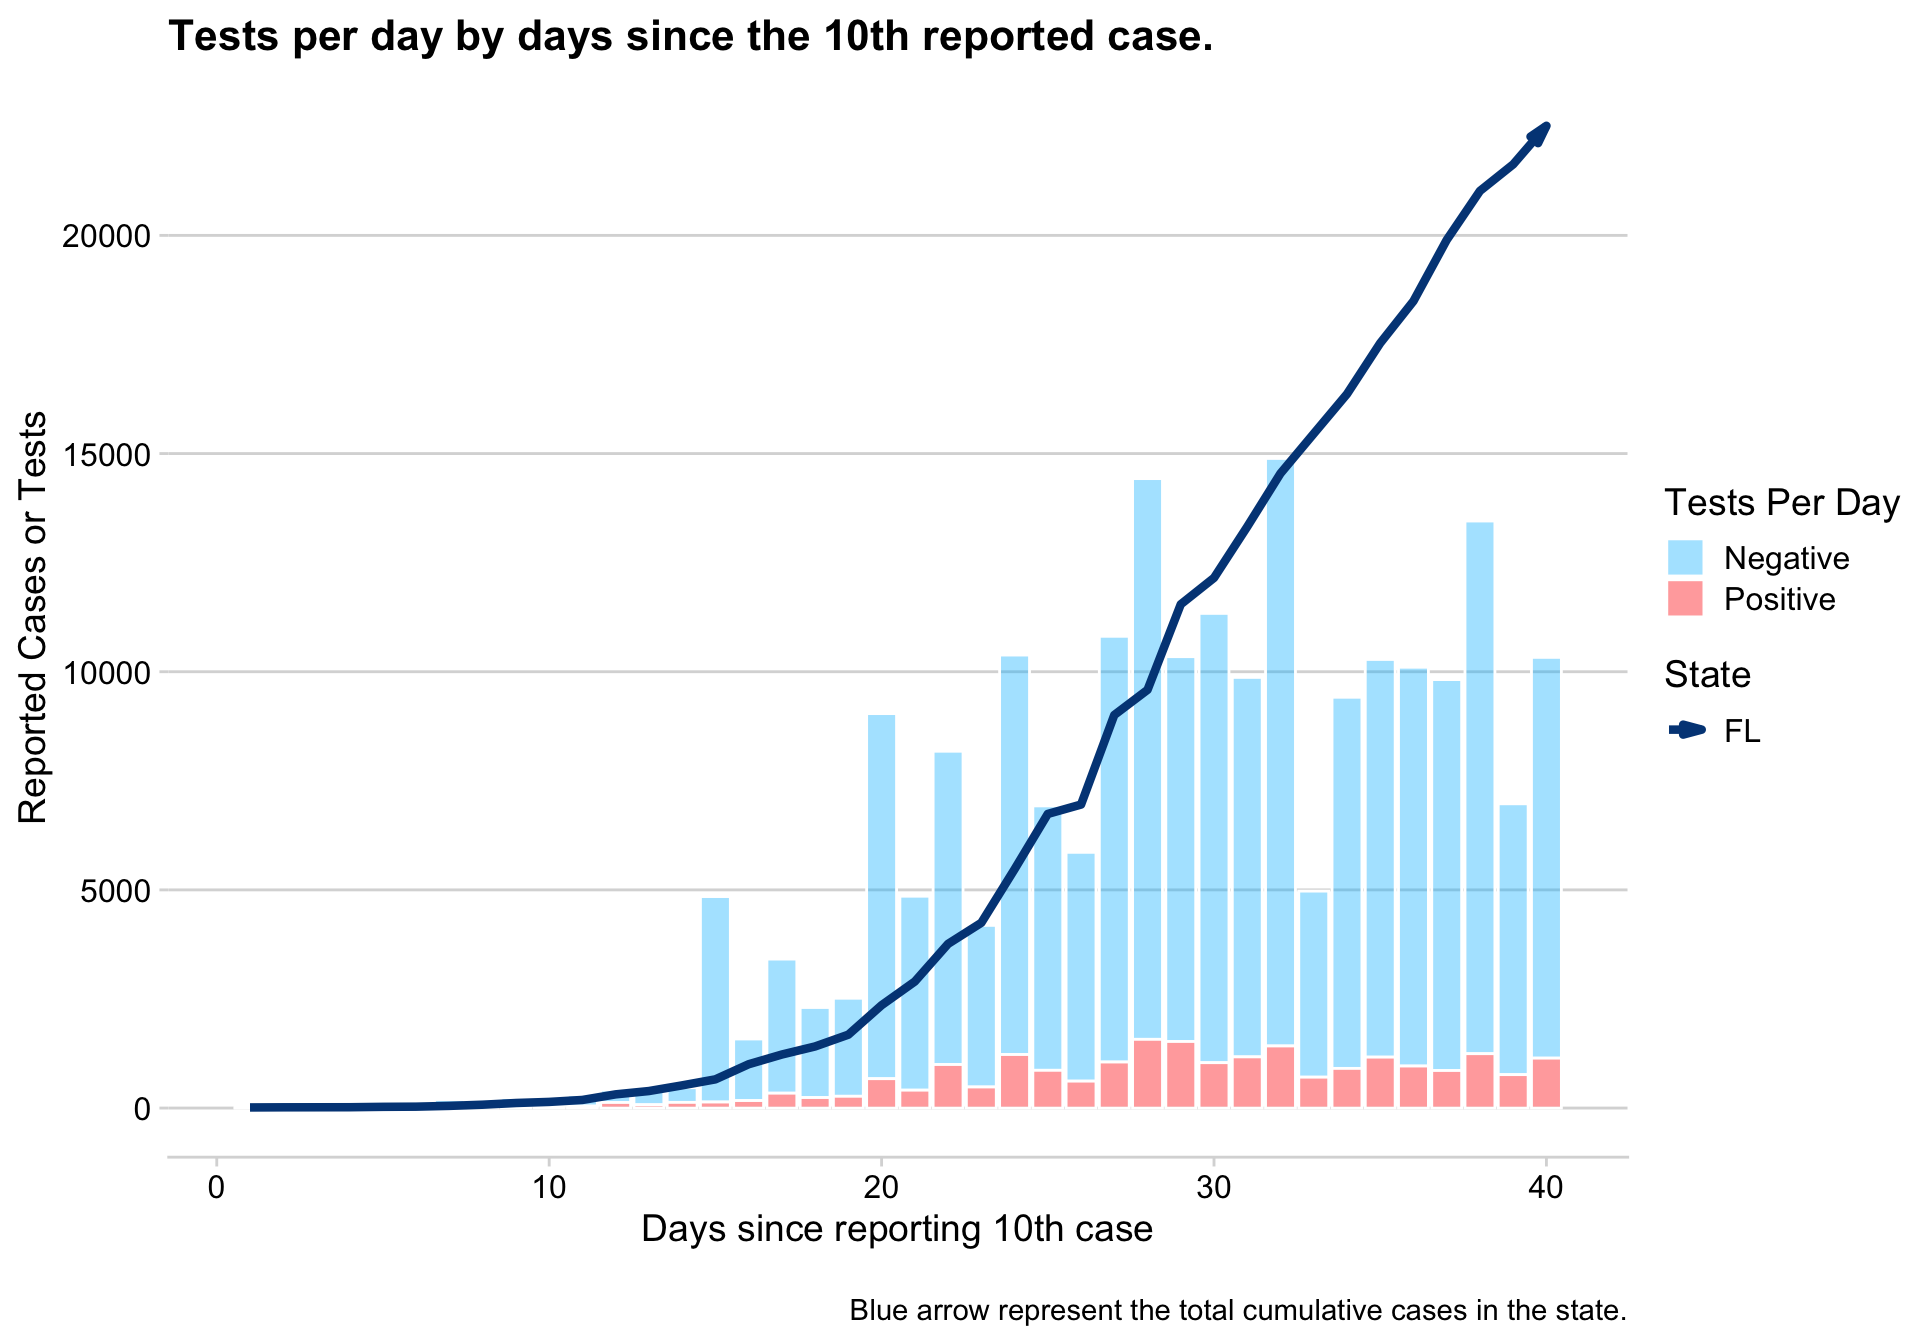 Tests per day by days since the 10th reported case.
Reported Cases or Tests
20000
15000
10000
5000
0
0 10 20 30 40
Days since reporting 10th case
Tests Per Day
Negative
Positive
State
FL
Blue arrow represent the total cumulative cases in the state.